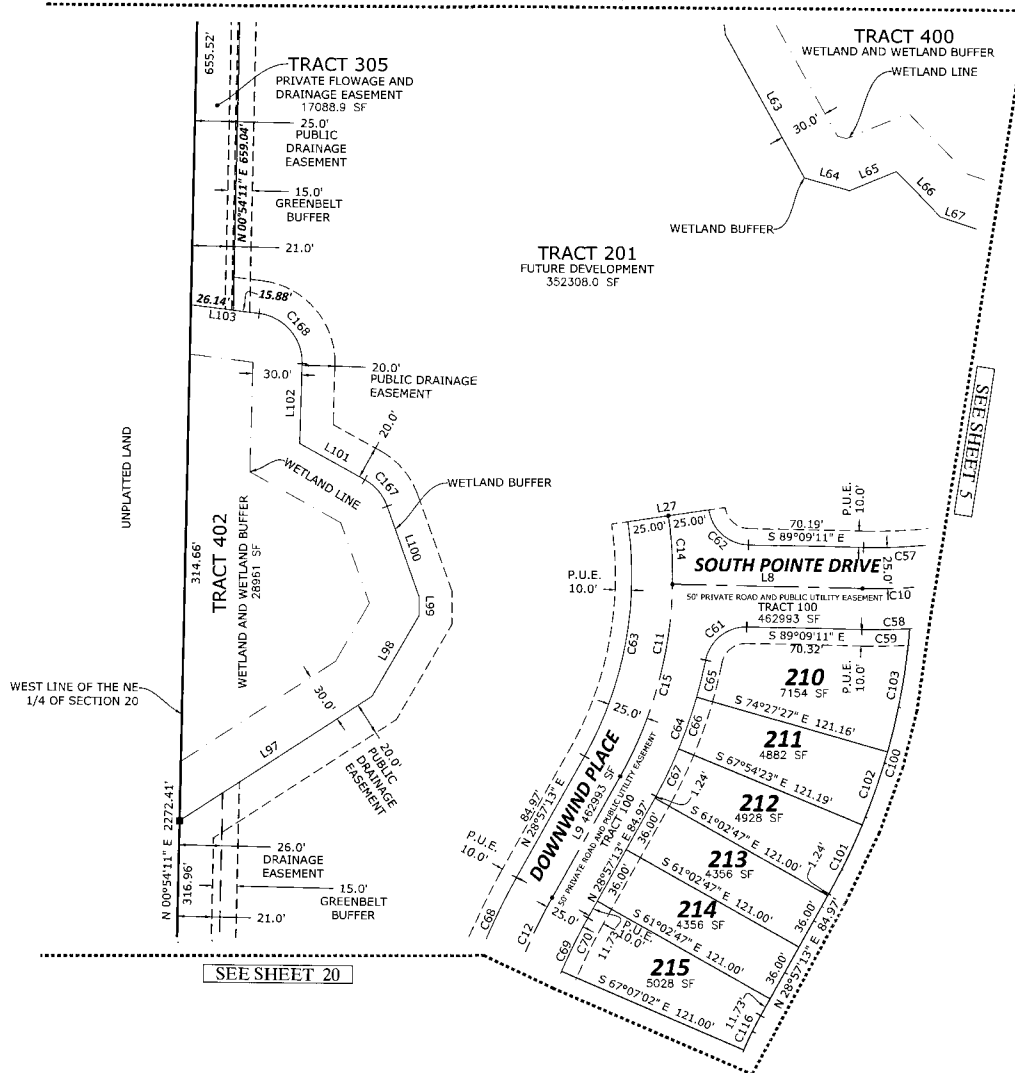 TRACT 400
WETLAND AND WETLAND BUFFER
WETLAND LINE
655.52'
TRACT 305
PRIVATE FLOWAGE AND
DRAINAGE EASEMENT
17088.9 SF
25.0'
PUBLIC
DRAINAGE
EASEMENT
N 00°54'11" E 659.04'
15.0'
GREENBELT
BUFFER
21.0'
L63
30.0'
L64
L65
L66
L67
WETLAND BUFFER
TRACT 201
FUTURE DEVELOPMENT
352308.0 SF
26.14'
15.88'
L103
C168
30.0'
20.0'
PUBLIC DRAINAGE
EASEMENT
L102
20.0'
L101
C167
WETLAND LINE
WETLAND BUFFER
UNPLATTED LAND
314.66'
TRACT 402
WETLAND AND WETLAND BUFFER
28961 SF
L100
L99
L98
WEST LINE OF THE NE
1/4 OF SECTION 20
30.0'
L97
20.0'
PUBLIC
DRAINAGE
EASEMENT
N 00°54'11" E 2272.41'
316.96'
26.0'
DRAINAGE
EASEMENT
15.0'
GREENBELT
BUFFER
21.0'
SEE SHEET 20
SEE SHEET 5
L27
25.00'
25.00'
C62
C14
70.19'
S 89°09'11" E
P.U.E.
10.0'
C57
SOUTH POINTE DRIVE
25.0'
L8
C10
50' PRIVATE ROAD AND PUBLIC UTILITY EASEMENT
TRACT 100
462993 SF
P.U.E.
10.0'
C61
S 89°09'11" E
70.32'
C58
C59
C63
C11
C15
C65
210
7154 SF
P.U.E.
10.0'
C103
S 74°27'27" E 121.16'
25.0'
C64
C66
211
4882 SF
C100
S 67°54'23" E 121.19'
C102
C67
1.24'
212
4928 SF
84.97'
N 28°57'13" E
DOWNWIND PLACE
L9 462993 SF
TRACT 100
50' PRIVATE ROAD AND PUBLIC UTILITY EASEMENT
N 28°57'13" E 84.97'
36.00'
S 61°02'47" E 121.00'
1.24'
C101
213
4356 SF
P.U.E.
10.0'
36.00'
S 61°02'47" E 121.00'
36.00'
214
4356 SF
C68
C12
25.0'
P.U.E.
10.0'
S 61°02'47" E 121.00'
36.00'
N 28°57'13" E 84.97'
C69
C70
11.73'
215
5028 SF
S 67°07'02" E 121.00'
11.73'
C116